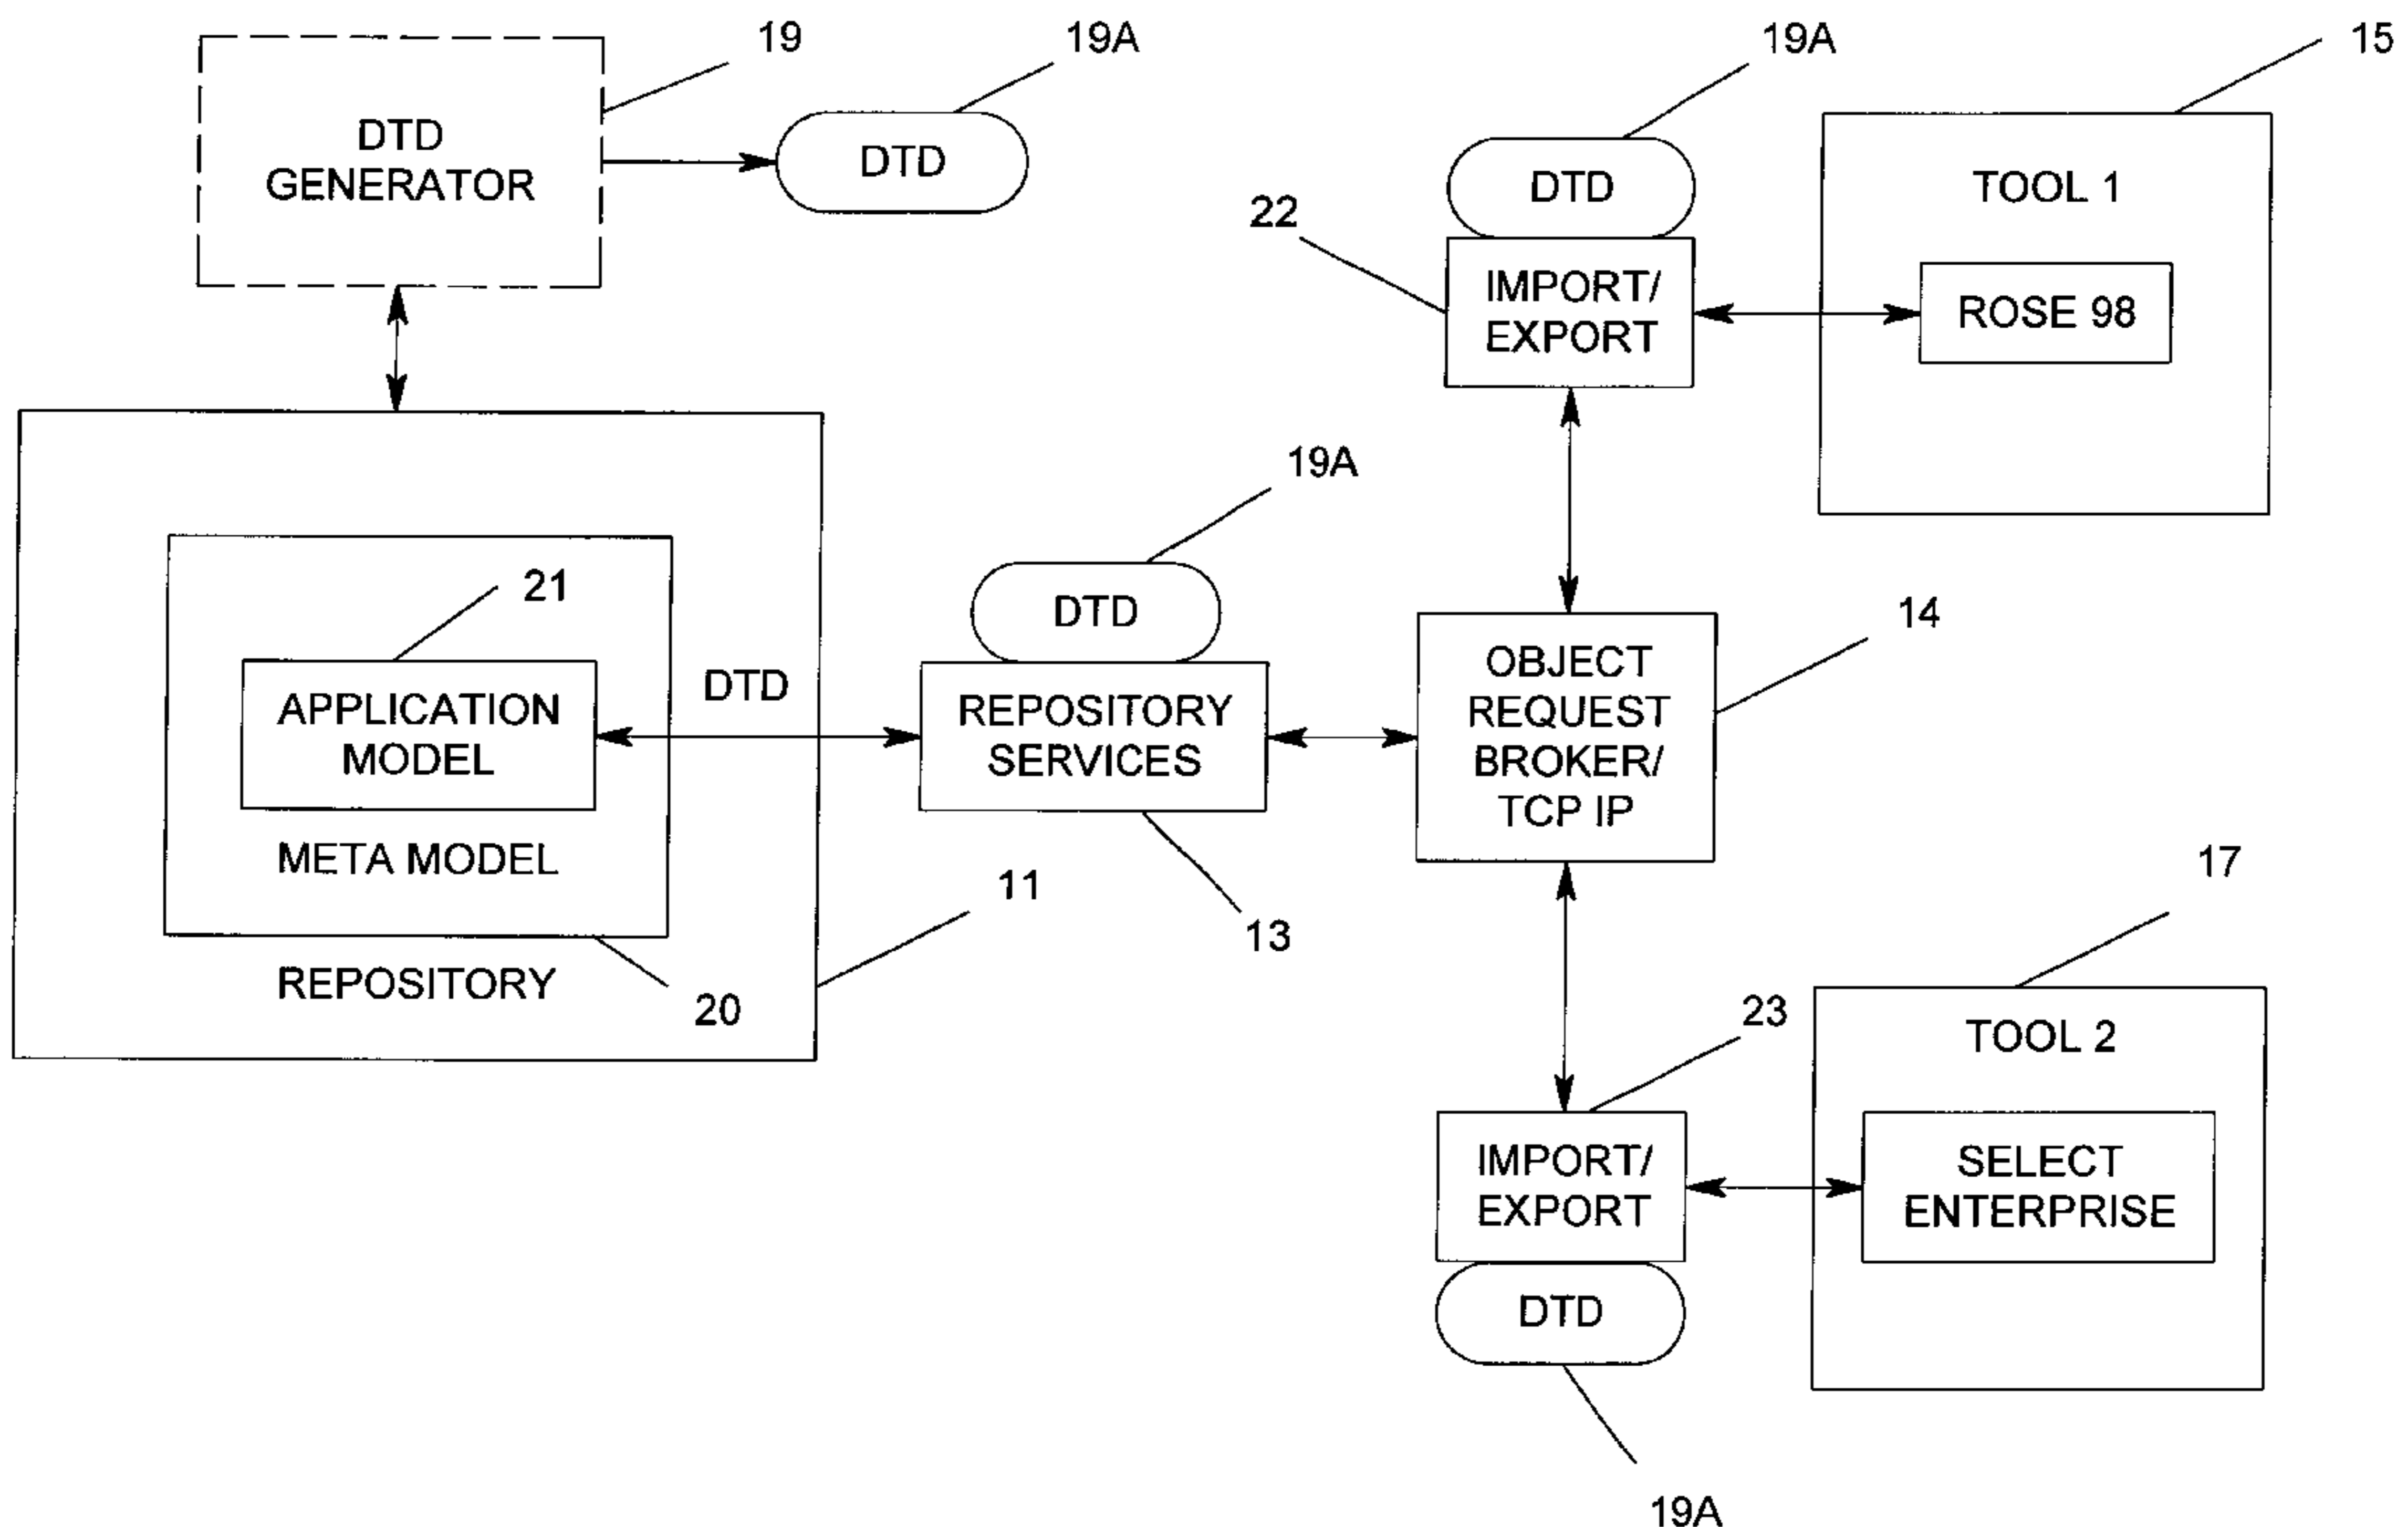 19
19A
DTD
GENERATOR
DTD
19A
15
DTD
22
TOOL 1
IMPORT/
EXPORT
ROSE 98
19A
DTD
21
APPLICATION
MODEL
META MODEL
REPOSITORY
DTD
REPOSITORY
SERVICES
14
OBJECT
REQUEST
BROKER/
TCP IP
11
13
20
17
23
TOOL 2
IMPORT/
EXPORT
SELECT
ENTERPRISE
DTD
19A